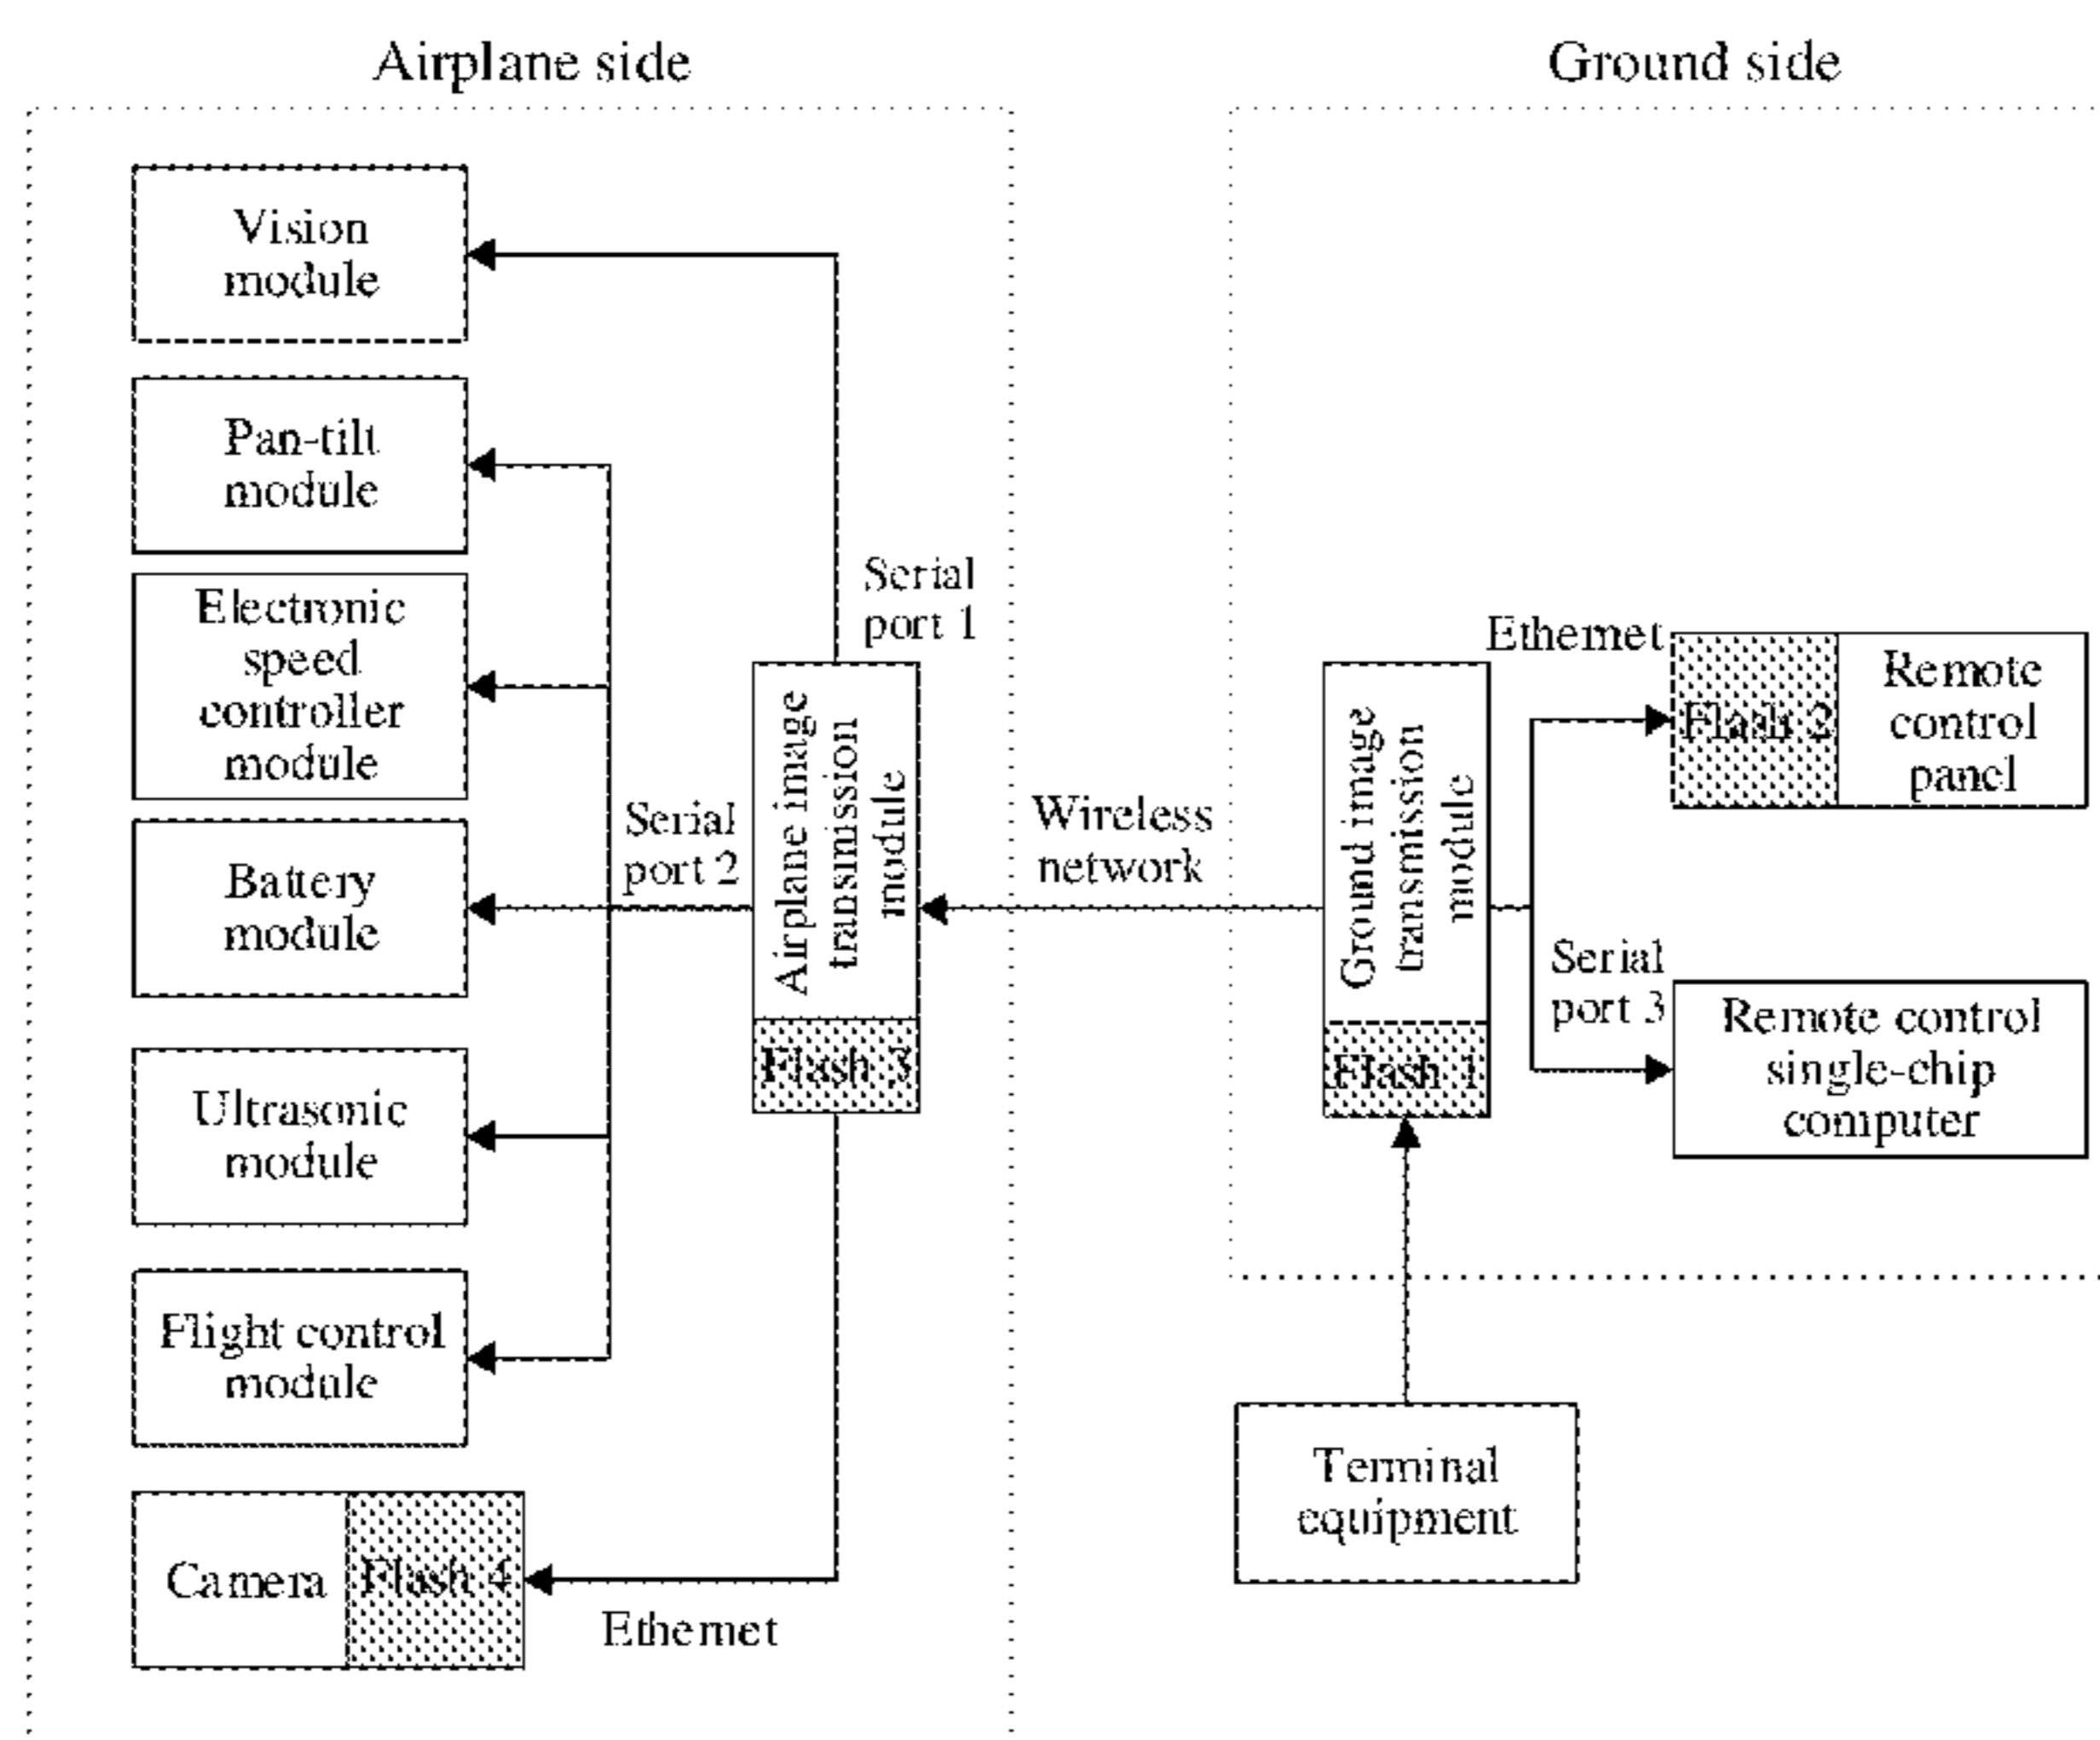 Airplane side
Vision
module
Pan-tilt
module
Electronic
speed
controller
module
Battery
module
Ultrasonic
module
Flight control
module
Camera
Flash 4
Ethernet
Serial
port 1
Serial
port 2
Airplane image
transmission
module
Flash 3
Wireless
network
Ground side
Ground image
transmission
module
Flash 1
Ethernet
Flash 2
Remote
control
panel
Serial
port 3
Remote control
single-chip
computer
Terminal
equipment